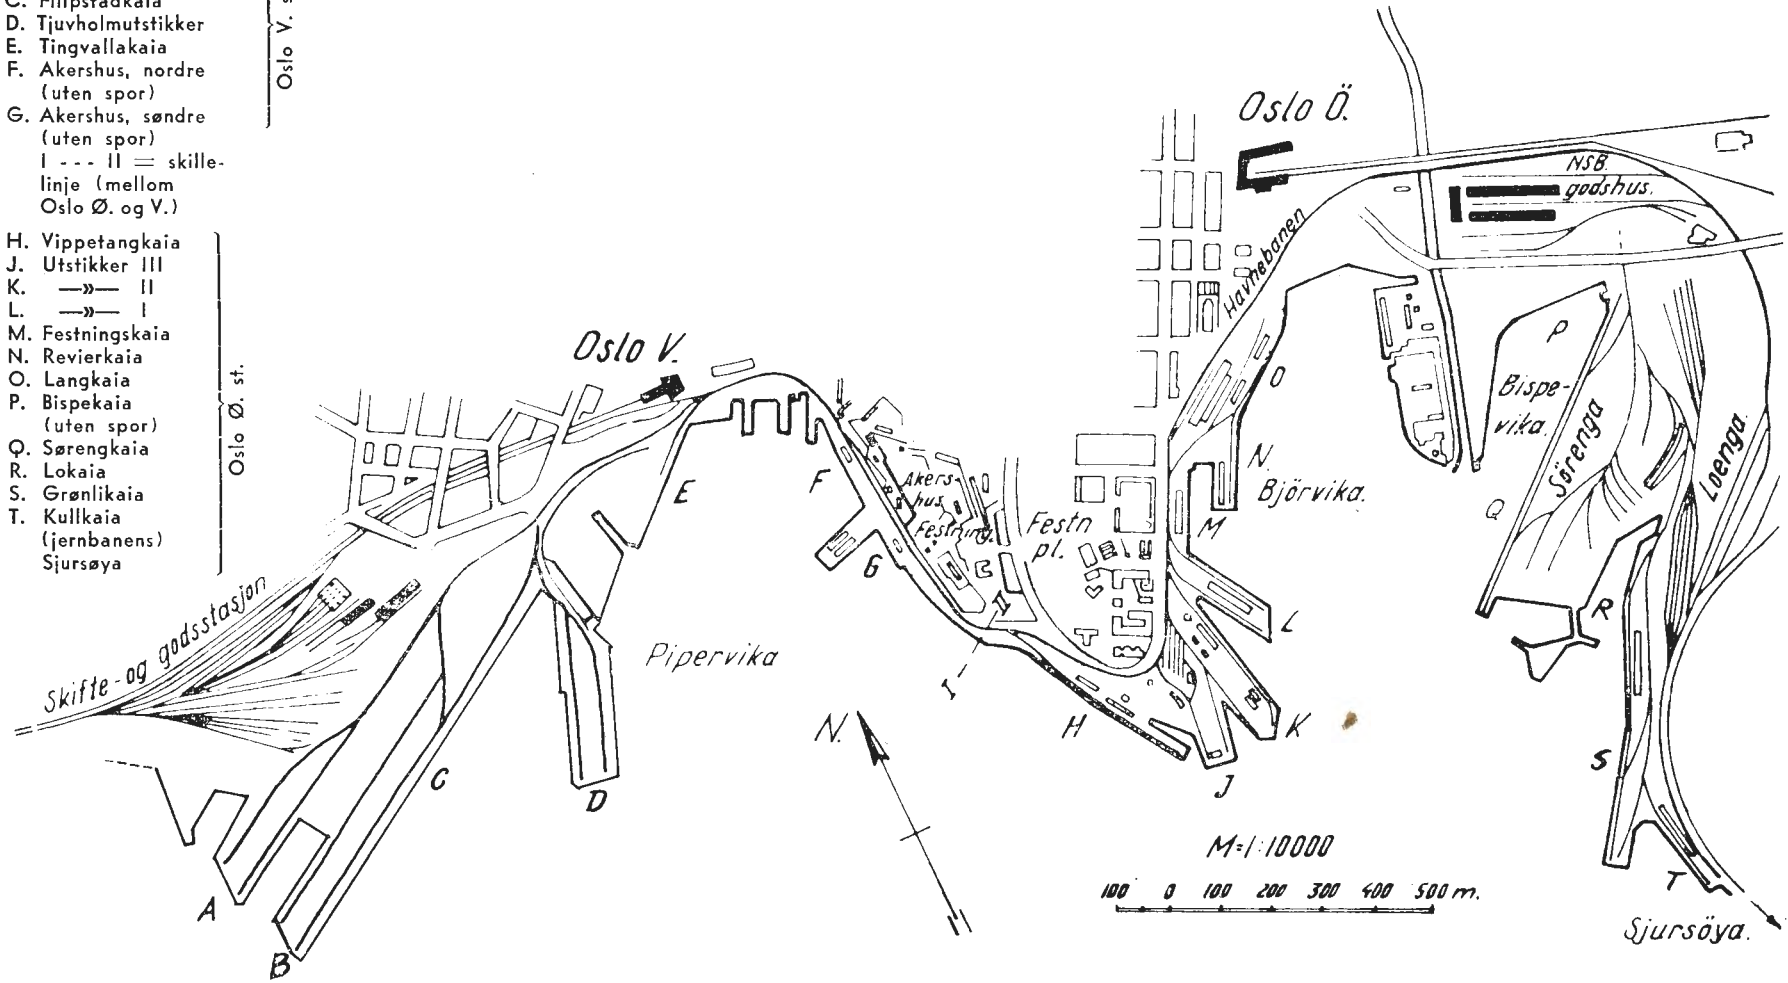 C. Filipstadkaia
D. Tjuvholmutstikker
E. Tingvallakaia
F. Akershus, nordre
(uten spor)
G. Akershus, søndre
(uten spor)
I - - - II = skille-
linje (mellom
Oslo Ø. og V.)
Oslo V. s
H. Vippetangkaia
J. Utstikker III
K. —»— II
L. —»— I
M. Festningskaia
N. Revierkaia
O. Langkaia
P. Bispekaia
(uten spor)
Q. Sørengkaia
R. Lokaia
S. Grønlikaia
T. Kullkaia
(jernbanens)
Sjursøya
Oslo Ø. st.
Oslo Ö.
NSB.
godshus.
Havnebanen
Oslo V.
P
Bispe-
vika.
Sörenga
Loenga.
E
F
Akers-
hus
Festning.
Festn
pl.
N.
Björvika.
Q
M
G
II
L
R
Skifte- og godsstasjon
Pipervika
I
H
K
J
N.
C
D
S
M=1:10000
100 0 100 200 300 400 500 m.
A
B
T
Sjursöya.